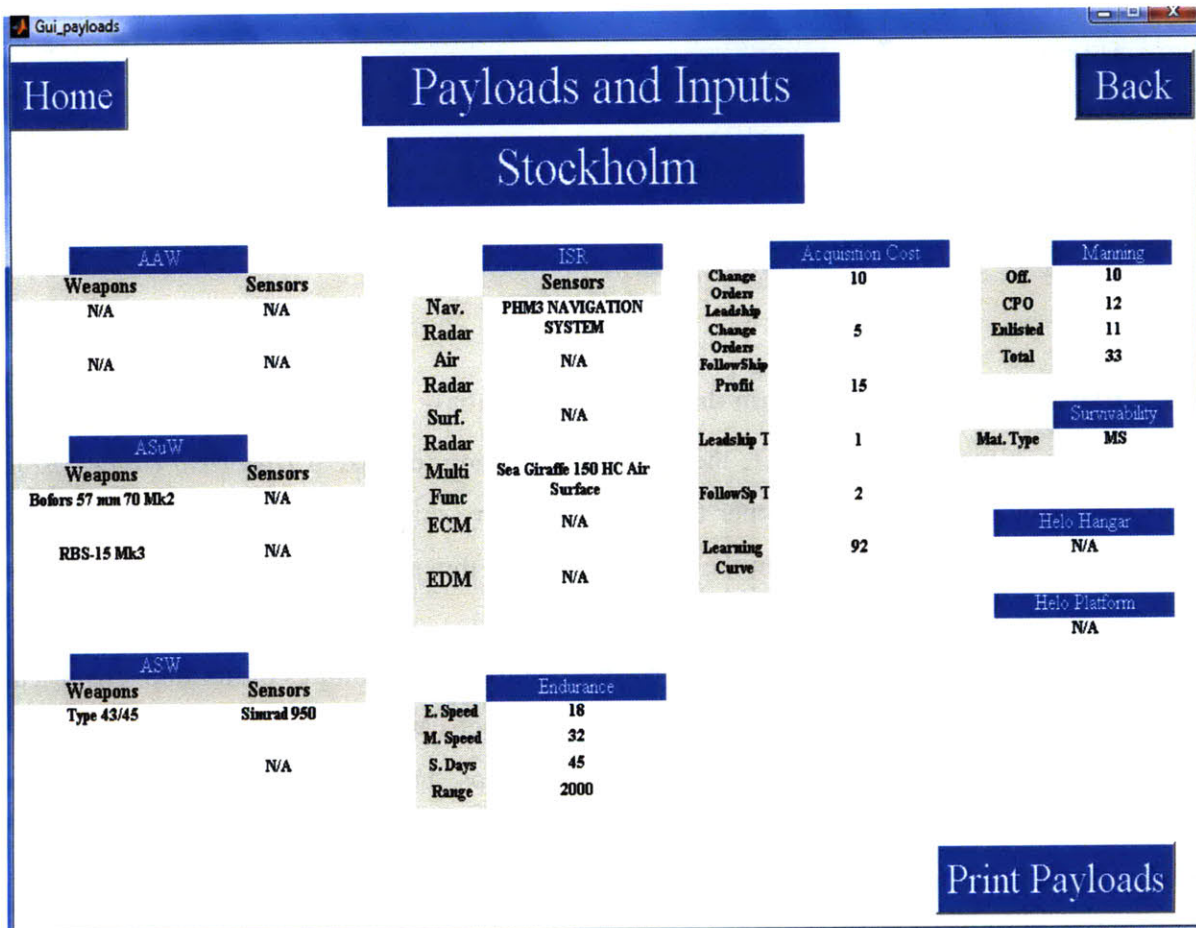 Gui_payloads
Home
Payloads and Inputs
Back
Stockholm
AAW
Weapons Sensors
N/A N/A
N/A N/A
ASuW
Weapons Sensors
Bofors 57 mm 70 Mk2 N/A
RBS-15 Mk3 N/A
ASW
Weapons Sensors
Type 43/45 Simrad 950
N/A
ISR
Sensors
Nav. PHM3 NAVIGATION
Radar SYSTEM
Air N/A
Radar
Surf. N/A
Radar
Multi Sea Giraffe 150 HC Air
Func Surface
ECM N/A
EDM N/A
Endurance
E. Speed 18
M. Speed 32
S. Days 45
Range 2000
Acquisition Cost
Change 10
Orders
Leadship
Change 5
Orders
FollowShip
Profit 15
Leadship T 1
FollowSp T 2
Learning 92
Curve
Manning
Off. 10
CPO 12
Enlisted 11
Total 33
Survivability
Mat. Type MS
Helo Hangar
N/A
Helo Platform
N/A
Print Payloads